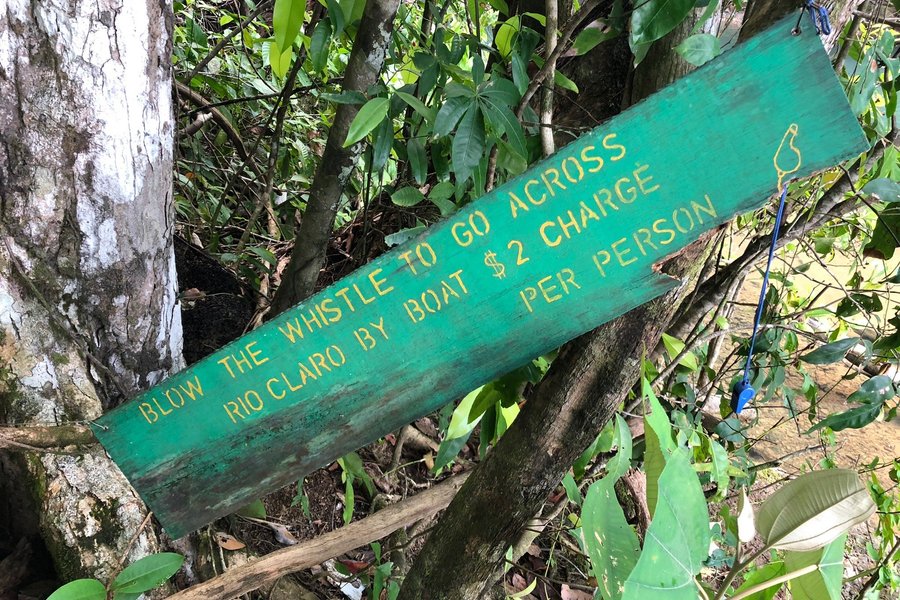 BLOW THE WHISTLE TO GO ACROSS
RIO CLARO BY BOAT $2 CHARGE
PER PERSON